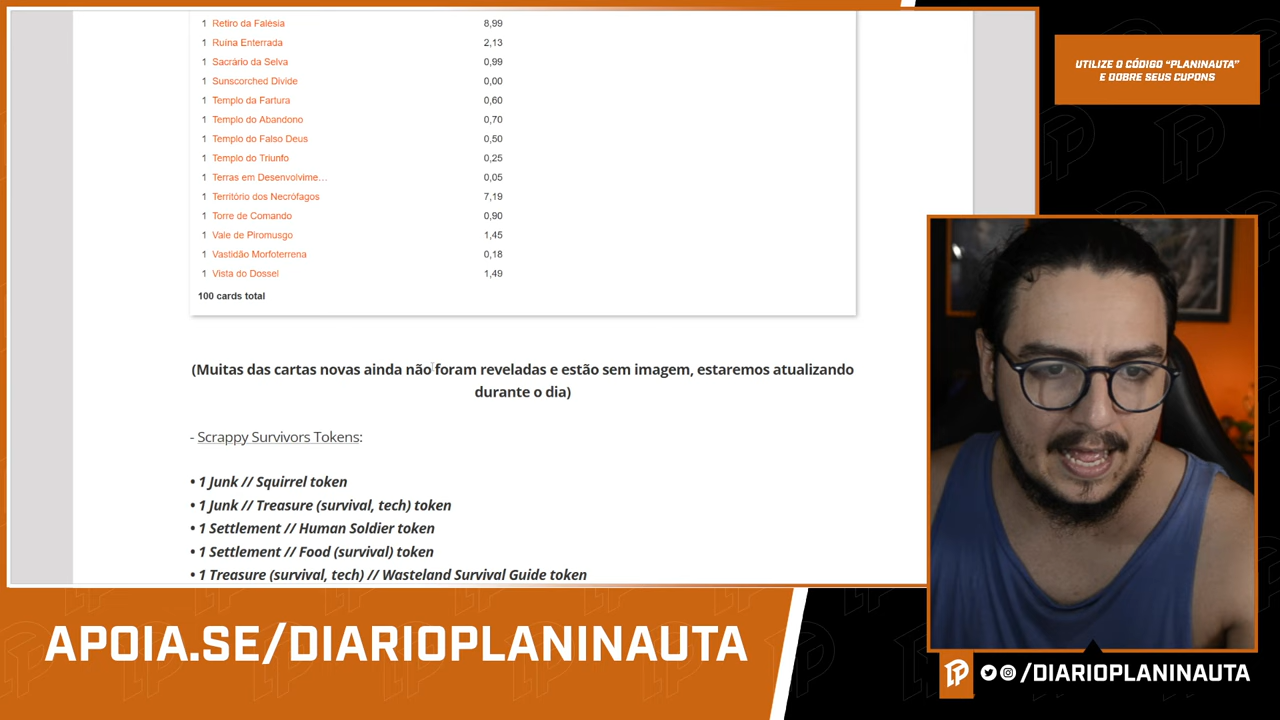 1 Retiro da Falésia 8,99
1 Ruína Enterrada 2,13
1 Sacrário da Selva 0,99
1 Sunscorched Divide 0,00
1 Templo da Fartura 0,60
1 Templo do Abandono 0,70
1 Templo do Falso Deus 0,50
1 Templo do Triunfo 0,25
1 Terras em Desenvolvime... 0,05
1 Território dos Necrófagos 7,19
1 Torre de Comando 0,90
1 Vale de Piromusgo 1,45
1 Vastidão Morfoterrena 0,18
1 Vista do Dossel 1,49
100 cards total
(Muitas das cartas novas ainda não foram reveladas e estão sem imagem, estaremos atualizando
durante o dia)
- Scrappy Survivors Tokens:
• 1 Junk // Squirrel token
• 1 Junk // Treasure (survival, tech) token
• 1 Settlement // Human Soldier token
• 1 Settlement // Food (survival) token
• 1 Treasure (survival, tech) // Wasteland Survival Guide token
UTILIZE O CÓDIGO “PLANINAUTA”
E DOBRE SEUS CUPONS
APOIA.SE/DIARIOPLANINAUTA
/DIARIOPLANINAUTA